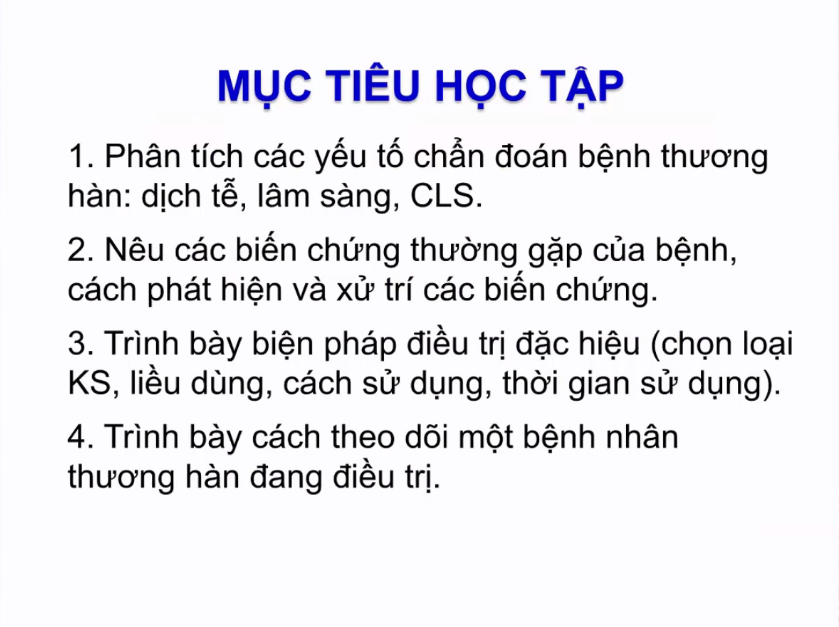 MỤC TIÊU HỌC TẬP
1. Phân tích các yếu tố chẩn đoán bệnh thương
hàn: dịch tễ, lâm sàng, CLS.
2. Nêu các biến chứng thường gặp của bệnh,
cách phát hiện và xử trí các biến chứng.
3. Trình bày biện pháp điều trị đặc hiệu (chọn loại
KS, liều dùng, cách sử dụng, thời gian sử dụng).
4. Trình bày cách theo dõi một bệnh nhân
thương hàn đang điều trị.